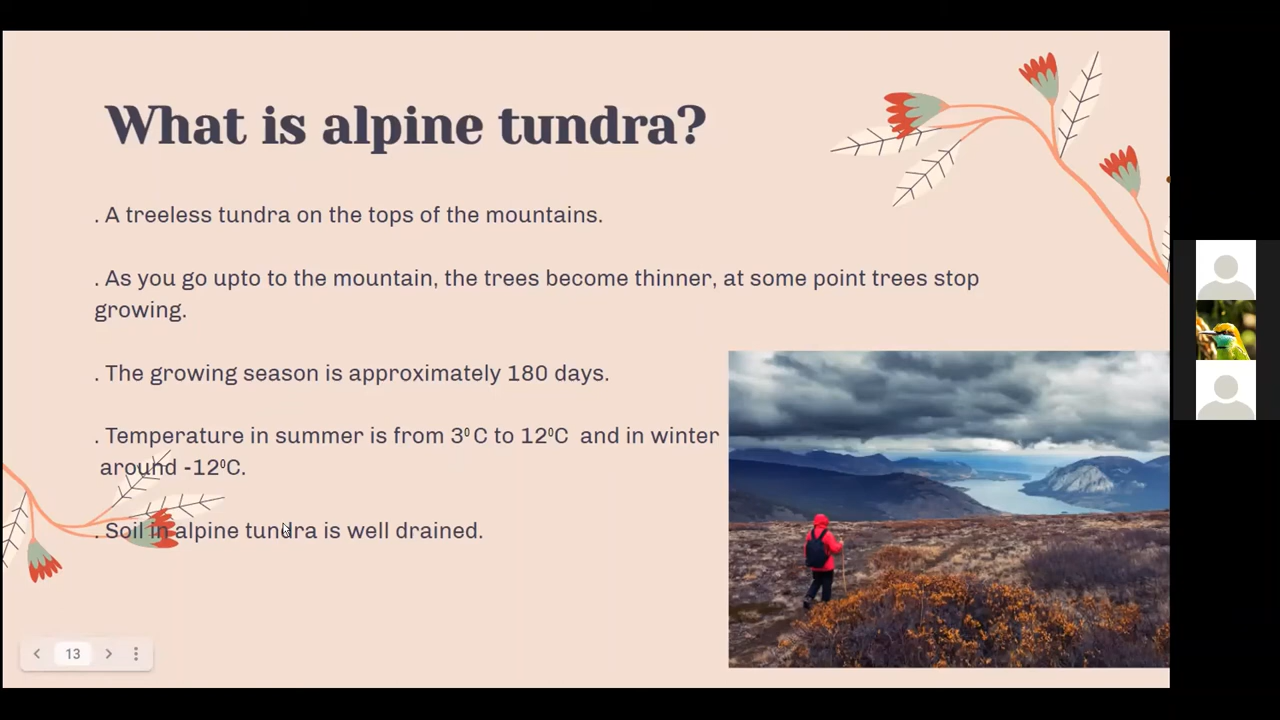 What is alpine tundra?
. A treeless tundra on the tops of the mountains.
. As you go upto to the mountain, the trees become thinner, at some point trees stop
growing.
. The growing season is approximately 180 days.
. Temperature in summer is from 3⁰ C to 12⁰C and in winter
around -12⁰C.
. Soil in alpine tundra is well drained.
13